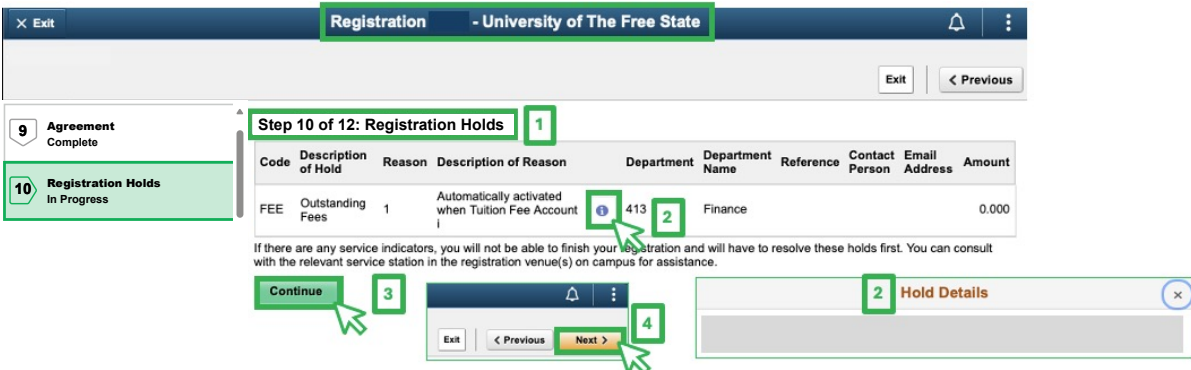 × Exit
Registration - University of The Free State
Exit
< Previous
9 Agreement
Complete
10 Registration Holds
In Progress
Step 10 of 12: Registration Holds 1
Code Description of Hold Reason Description of Reason Department Department Name Reference Contact Person Email Address Amount
FEE Outstanding Fees 1 Automatically activated when Tuition Fee Account i 413 2 Finance 0.000
If there are any service indicators, you will not be able to finish your registration and will have to resolve these holds first. You can consult
with the relevant service station in the registration venue(s) on campus for assistance.
Continue 3
Exit < Previous Next > 4
2 Hold Details ×